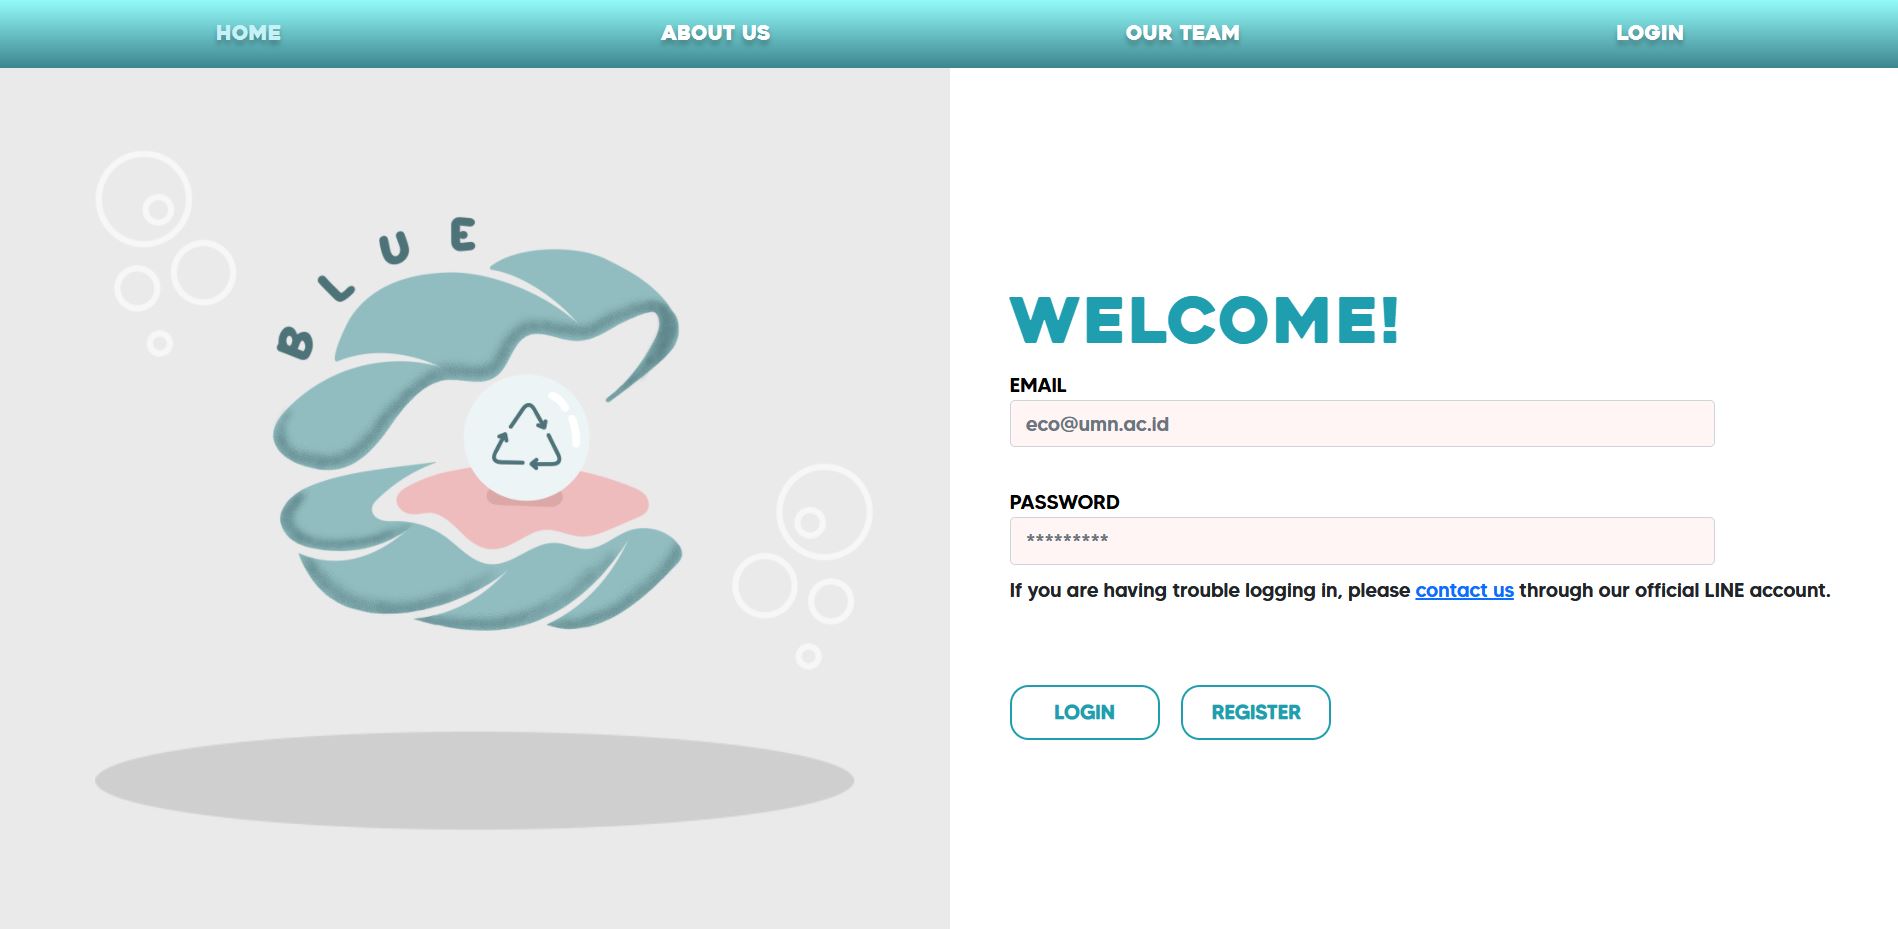 HOME ABOUT US OUR TEAM LOGIN
BLUE
WELCOME!
EMAIL
eco@umn.ac.id
PASSWORD
*********
If you are having trouble logging in, please contact us through our official LINE account.
LOGIN REGISTER